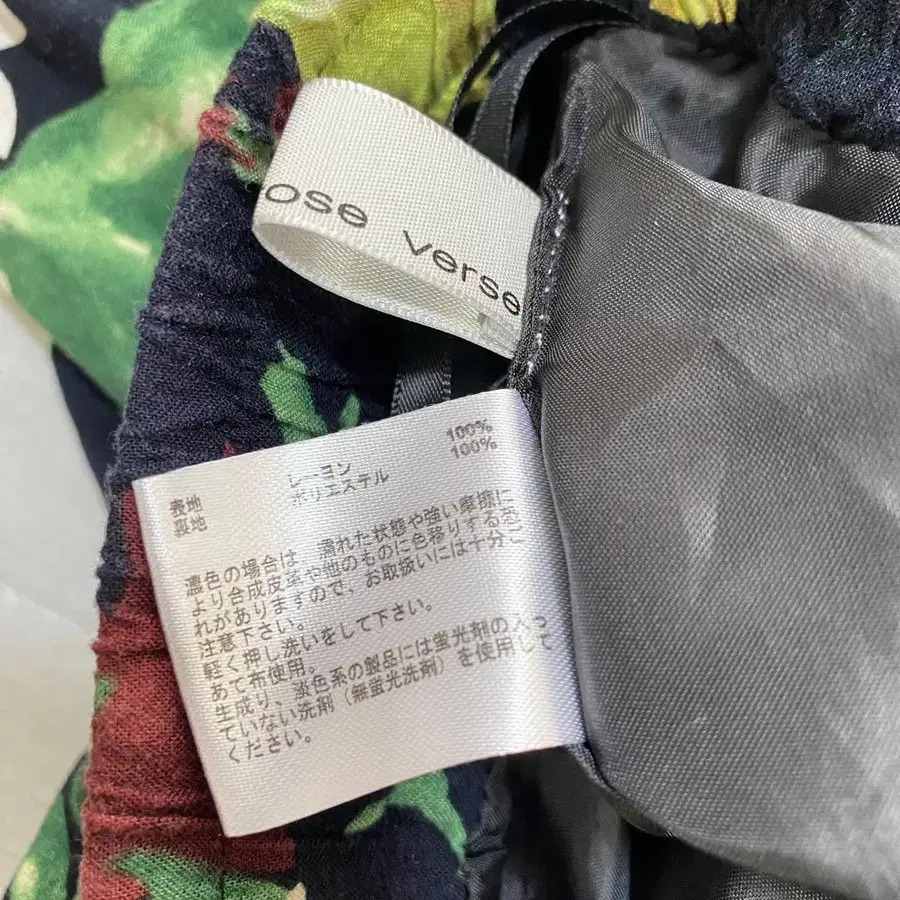 ose verse
表地 レーヨン 100%
裏地 ポリエステル 100%
濃色の場合は、濡れた状態や強い摩擦に
より合成皮革や他のものに色移りする恐
れがありますので、お取扱いには十分ご
注意下さい。
軽く押し洗いをして下さい。
あて布使用。
生成り、淡色系の製品には蛍光剤の入っ
ていない洗剤（無蛍光洗剤）を使用して
ください。